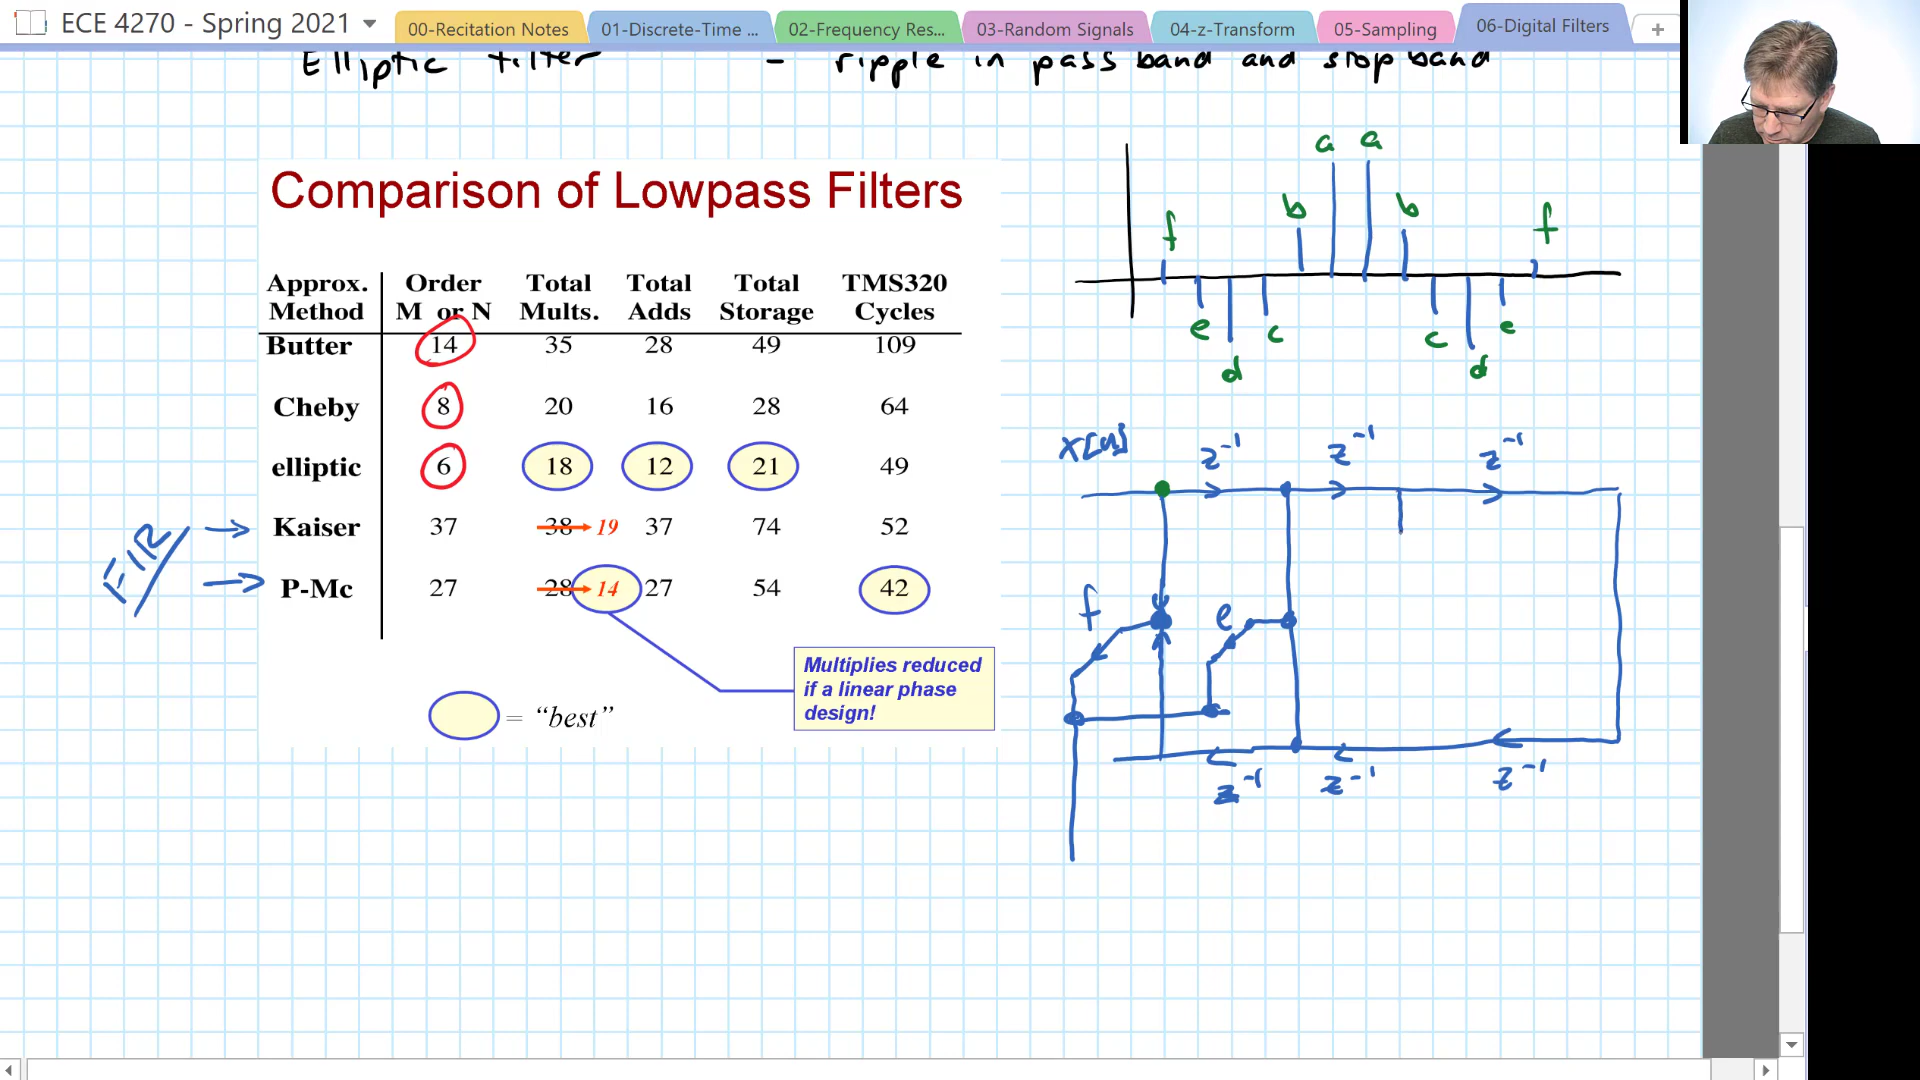 ECE 4270 - Spring 2021
00-Recitation Notes
01-Discrete-Time ...
02-Frequency Res...
03-Random Signals
04-z-Transform
05-Sampling
06-Digital Filters
Elliptic filter - ripple in pass band and stop band
Comparison of Lowpass Filters
Approx. Method Order M or N Total Mults. Total Adds Total Storage TMS320 Cycles
Butter 14 35 28 49 109
Cheby 8 20 16 28 64
elliptic 6 18 12 21 49
Kaiser 37 38 19 37 74 52
P-Mc 27 28 14 27 54 42
FIR
Multiplies reduced
if a linear phase
design!
= "best"
a a
b b
f f
e c c e
d d
x[n] z⁻¹ z⁻¹ z⁻¹
f e
z⁻¹ z⁻¹ z⁻¹